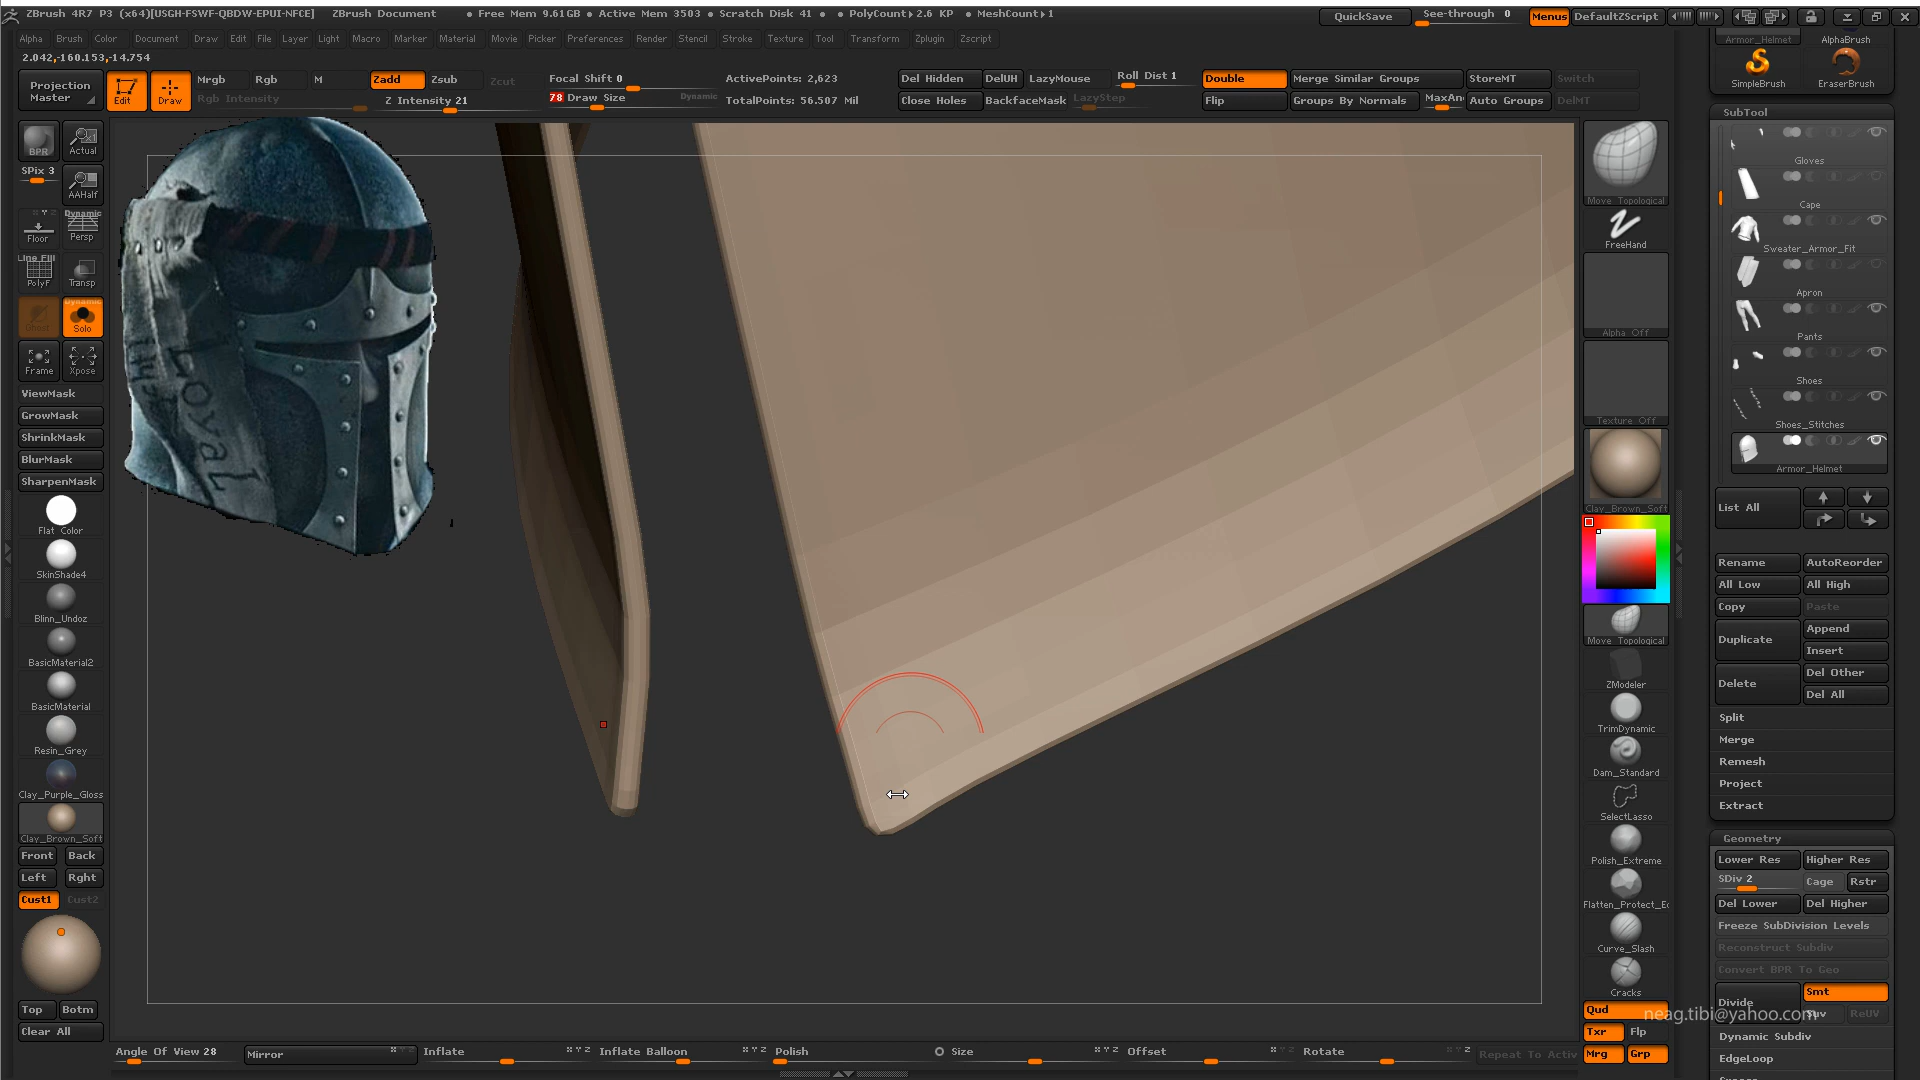 ZBrush 4R7 P3 (x64)[USGH-FSWF-QBDW-EPUI-NFCE] ZBrush Document • Free Mem 9.61GB • Active Mem 3503 • Scratch Disk 41 • • PolyCount▸2.6 KP • MeshCount▸1 QuickSave See-through 0 Menus DefaultZScript
Alpha Brush Color Document Draw Edit File Layer Light Macro Marker Material Movie Picker Preferences Render Stencil Stroke Texture Tool Transform Zplugin Zscript
2.042,-160.153,-14.754
Projection Master Edit Draw Mrgb Rgb M Zadd Zsub Zcut Focal Shift 0 ActivePoints: 2,623 Del Hidden DelUH LazyMouse Roll Dist 1 Double Merge Similar Groups StoreMT Switch
Rgb Intensity Z Intensity 21 78 Draw Size Dynamic TotalPoints: 56.507 Mil Close Holes BackfaceMask LazyStep Flip Groups By Normals MaxAn Auto Groups DelMT
BPR Actual
SPix 3
AAHalf
Dynamic
Floor Persp
Line Fill
PolyF Transp
Dynamic
Ghost Solo
Frame Xpose
ViewMask
GrowMask
ShrinkMask
BlurMask
SharpenMask
Flat Color
SkinShade4
Blinn_Undoz
BasicMaterial2
BasicMaterial
Resin_Grey
Clay_Purple_Gloss
Clay_Brown_Soft
Front Back
Left Rght
Cust1 Cust2
Top Botm
Clear All
Loyal
Angle Of View 28 Mirror Inflate Inflate Balloon Polish Size Offset Rotate Repeat To Activ
Move Topological
FreeHand
Alpha Off
Texture Off
Clay_Brown_Soft
Move Topological
ZModeler
TrimDynamic
Dam_Standard
SelectLasso
Polish_Extreme
Flatten_Protect_Ec
Curve_Slash
Cracks
Qud
Txr Flp
Mrg Grp
Armor_Helmet AlphaBrush
SimpleBrush EraserBrush
SubTool
Gloves
Cape
Sweater_Armor_Fit
Apron
Pants
Shoes
Shoes_Stitches
Armor_Helmet
List All
Rename AutoReorder
All Low All High
Copy Paste
Duplicate Append
Insert
Delete Del Other
Del All
Split
Merge
Remesh
Project
Extract
Geometry
Lower Res Higher Res
SDiv 2 Cage Rstr
Del Lower Del Higher
Freeze SubDivision Levels
Reconstruct Subdiv
Convert BPR To Geo
Divide Smt
Suv ReUV
neag.tibi@yahoo.com
Dynamic Subdiv
EdgeLoop